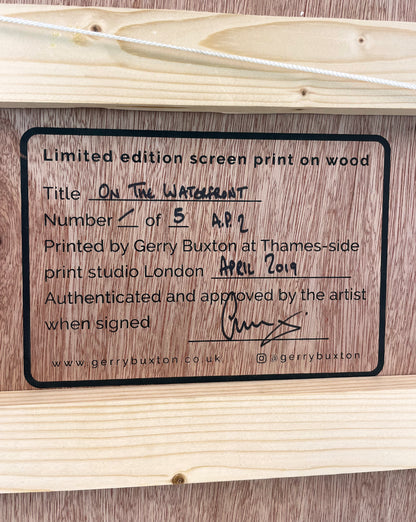 Limited edition screen print on wood
Title ON THE WATERFRONT
Number / of 5 A.P. 2
Printed by Gerry Buxton at Thames-side
print studio London APRIL 2019
Authenticated and approved by the artist
when signed
www.gerrybuxton.co.uk @gerrybuxton